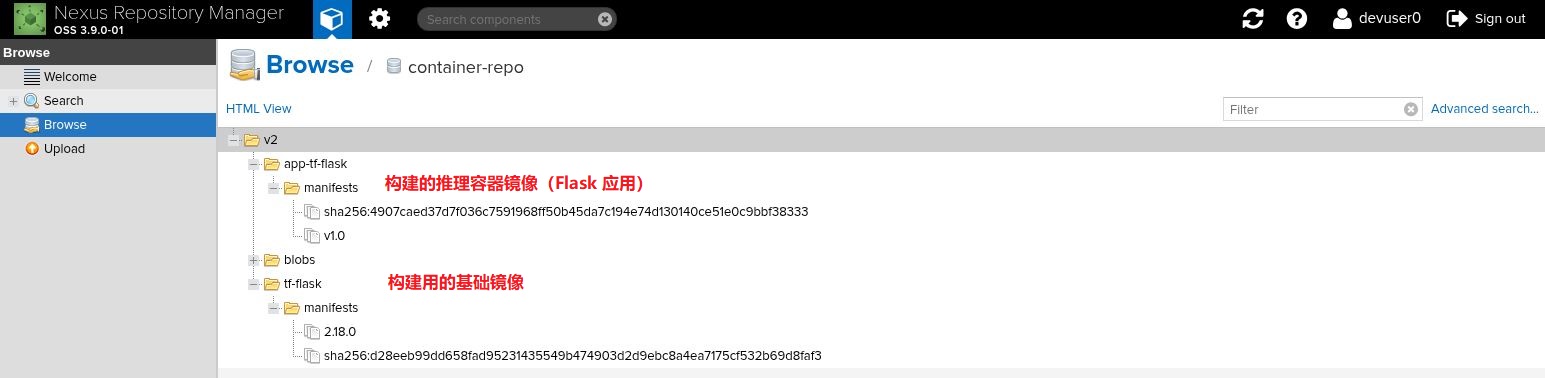 Nexus Repository Manager
OSS 3.9.0-01
Search components
devuser0
Sign out
Browse
Welcome
Search
Browse
Upload
Browse / container-repo
HTML View
Filter
Advanced search...
v2
app-tf-flask
manifests
构建的推理容器镜像（Flask 应用）
sha256:4907caed37d7f036c7591968ff50b45da7c194e74d130140ce51e0c9bbf38333
v1.0
blobs
tf-flask
构建用的基础镜像
manifests
2.18.0
sha256:d28eeb99dd658fad95231435549b474903d2d9ebc8a4ea7175cf532b69d8faf3